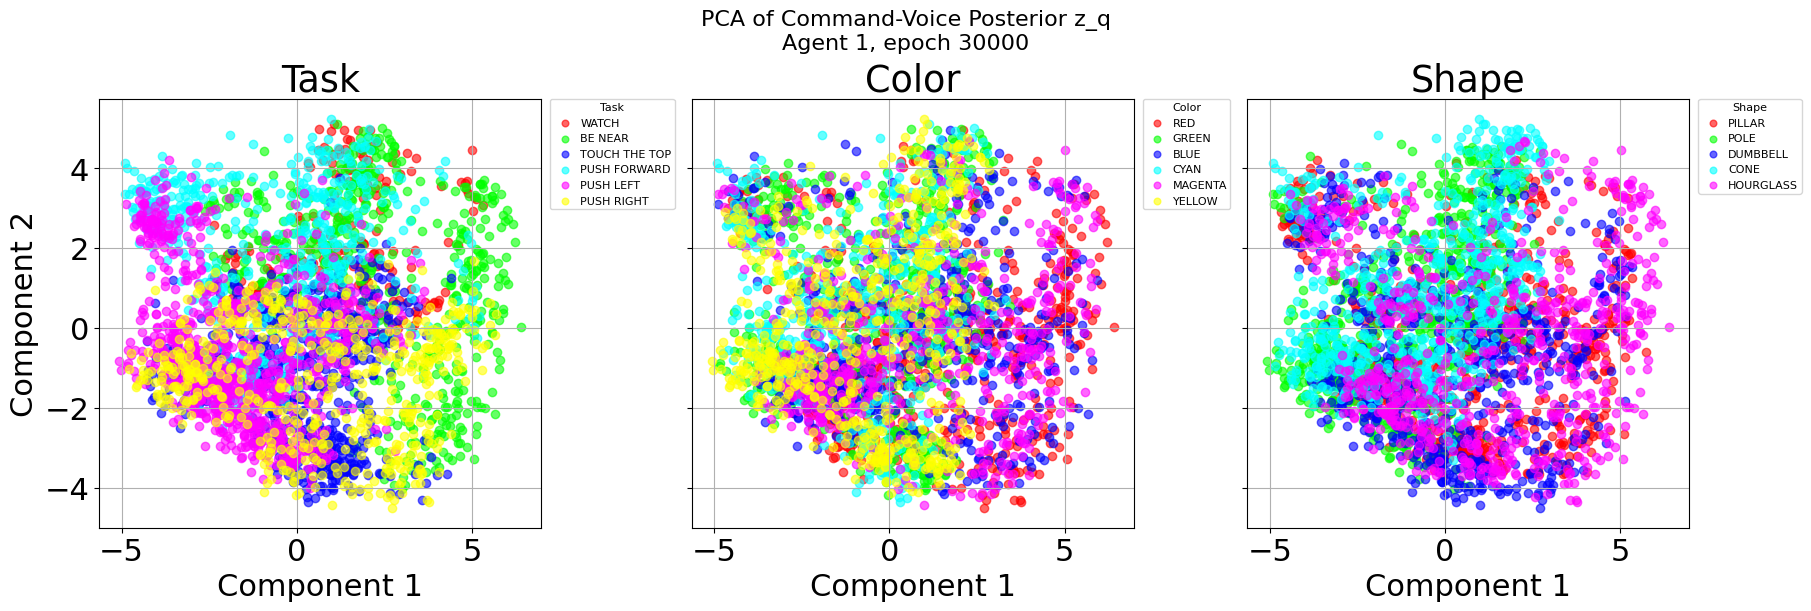 PCA of Command-Voice Posterior z_q
Agent 1, epoch 30000
Task
Component 2
4
2
0
−2
−4
−5
0
5
Component 1
Task
WATCH
BE NEAR
TOUCH THE TOP
PUSH FORWARD
PUSH LEFT
PUSH RIGHT
Color
−5
0
5
Component 1
Color
RED
GREEN
BLUE
CYAN
MAGENTA
YELLOW
Shape
−5
0
5
Component 1
Shape
PILLAR
POLE
DUMBBELL
CONE
HOURGLASS